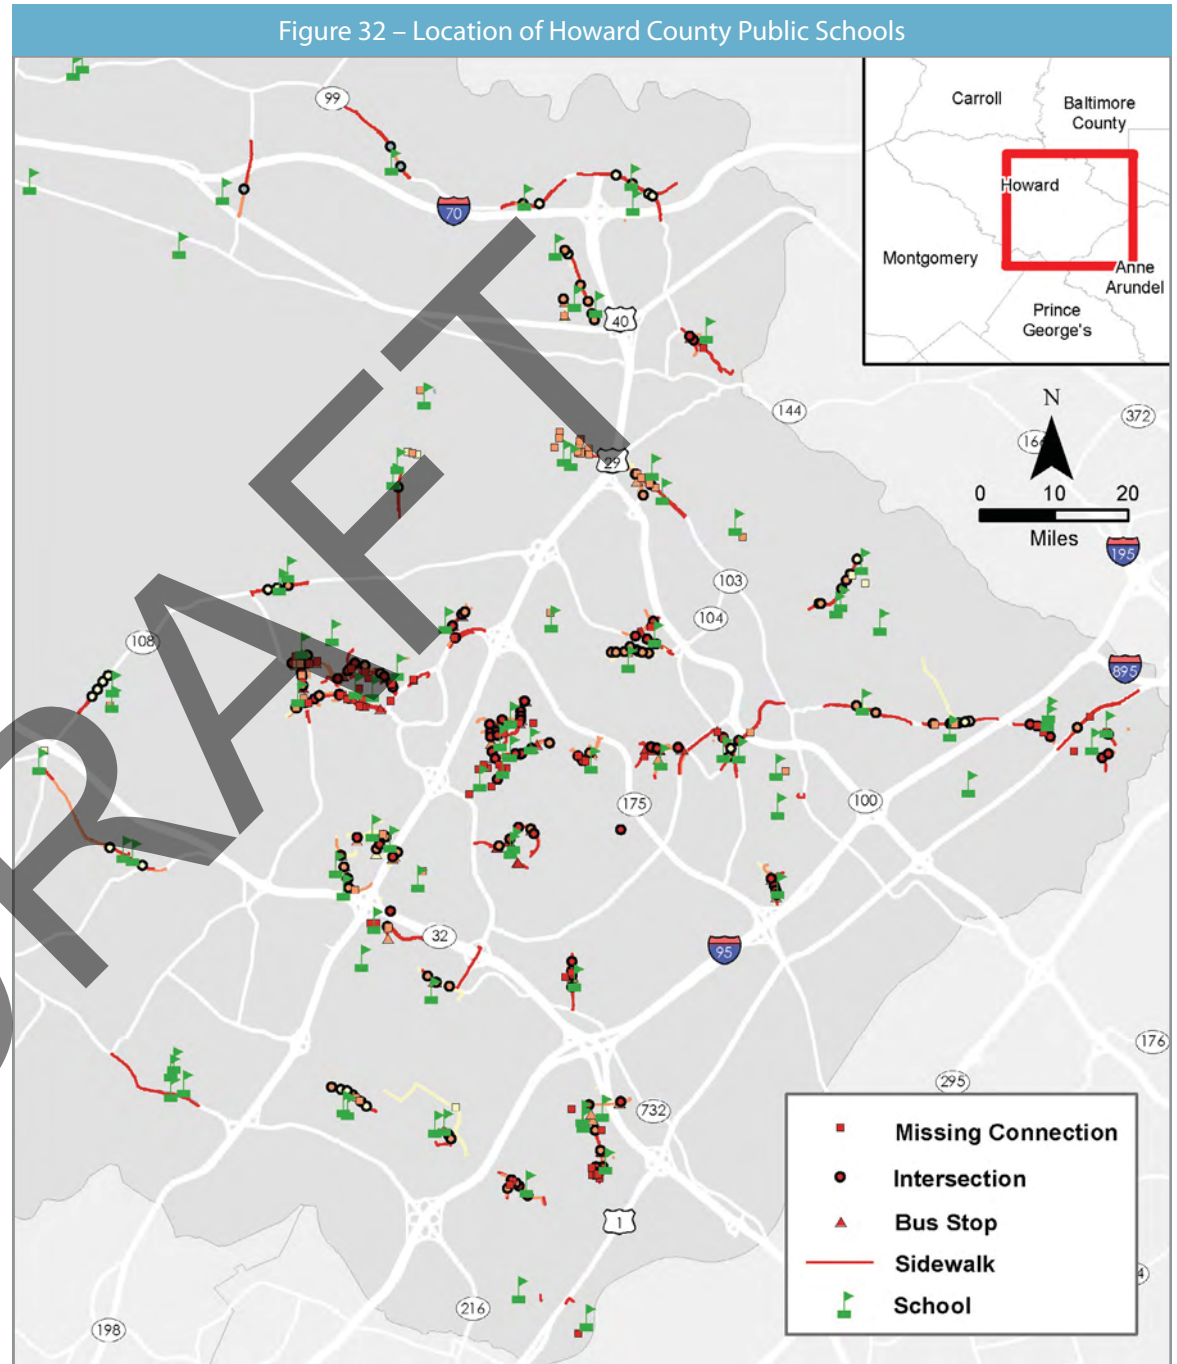 Figure 32 – Location of Howard County Public Schools
99
Carroll
Baltimore
County
Howard
70
Montgomery
Anne
Arundel
Prince
George's
40
144
N
372
29
0 10 20
Miles
195
103
104
108
895
175
100
32
95
176
295
732
Missing Connection
Intersection
1
Bus Stop
Sidewalk
School
216
198
DRAFT